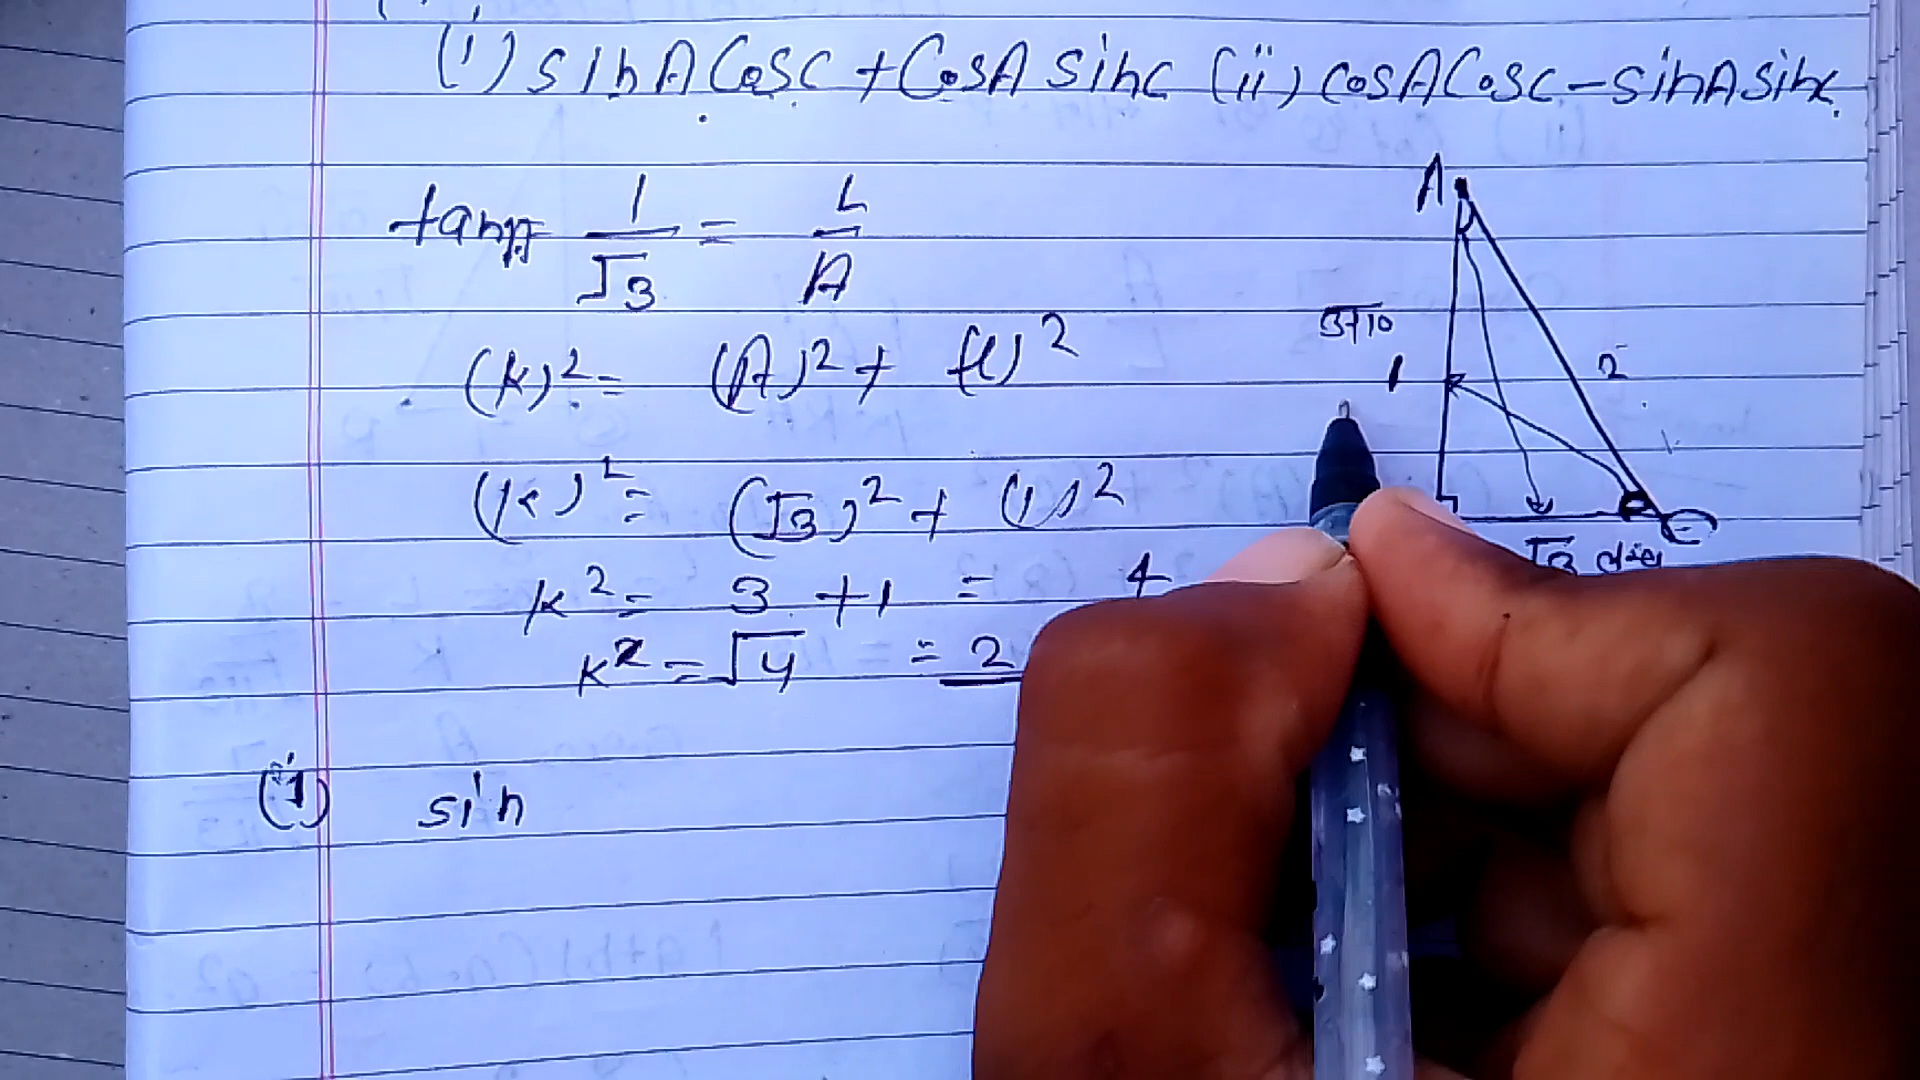 (i) sinA Cosc + CosA sinc (ii) cosA Cosc - sinA sinc.
tanA 1/√3 = L/A
(k)² = (A)² + (l)²
(k)² = (√3)² + (1)²
k² = 3 + 1 = 4
k² = √4 = 2
(i) sin
A
1
2
C
√3